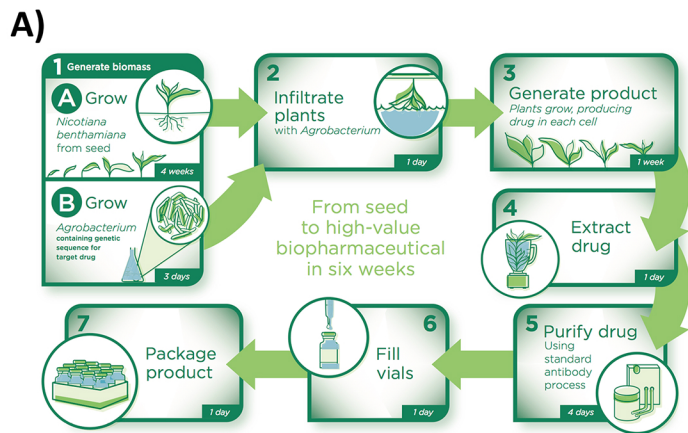 A)
1 Generate biomass
A Grow
Nicotiana
benthamiana
from seed
4 weeks
B Grow
Agrobacterium
containing genetic
sequence for
target drug
3 days
2
Infiltrate
plants
with Agrobacterium
1 day
3
Generate product
Plants grow, producing
drug in each cell
1 week
From seed
to high-value
biopharmaceutical
in six weeks
4
Extract
drug
1 day
5
Purify drug
Using
standard
antibody
process
4 days
6
Fill
vials
1 day
7
Package
product
1 day